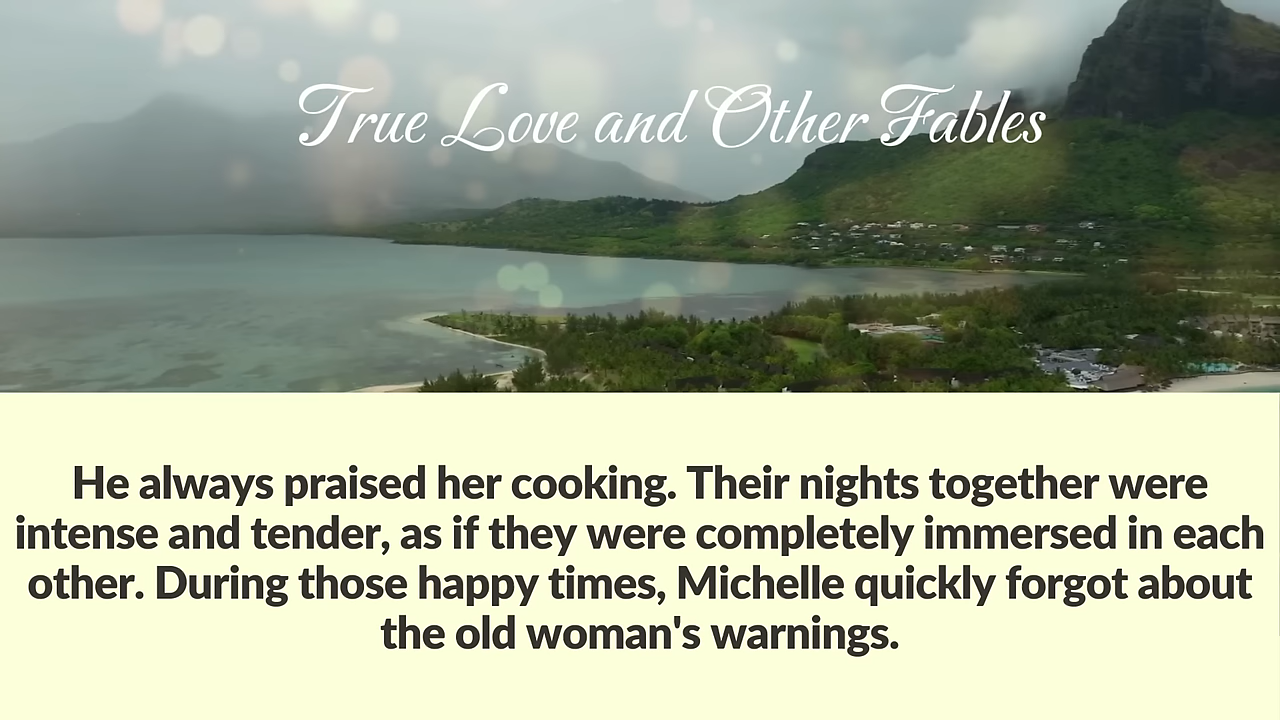 True Love and Other Fables
He always praised her cooking. Their nights together were
intense and tender, as if they were completely immersed in each
other. During those happy times, Michelle quickly forgot about
the old woman's warnings.